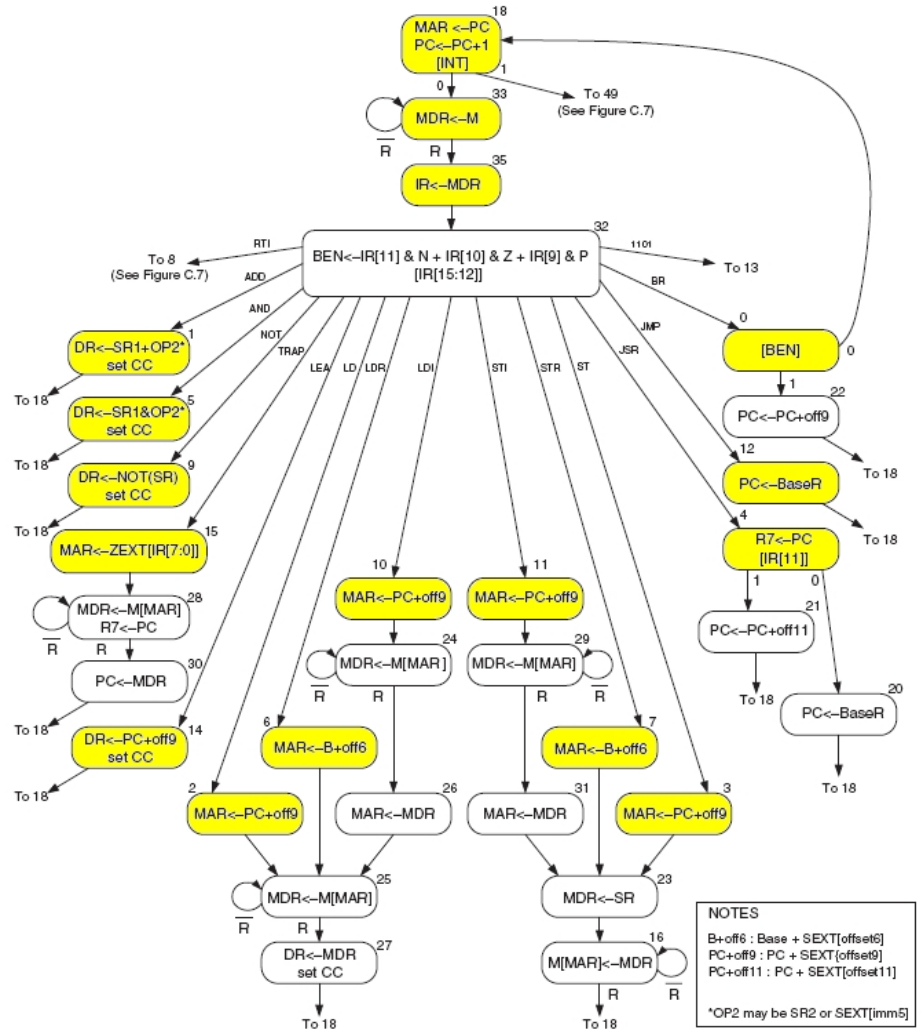 18
MAR <–PC
PC<–PC+1
[INT]
0
1
To 49
(See Figure C.7)
33
MDR<–M
R
R
35
IR<–MDR
32
BEN<–IR[11] & N + IR[10] & Z + IR[9] & P
[IR[15:12]]
RTI
To 8
(See Figure C.7)
1101
To 13
ADD
AND
NOT
TRAP
LEA
LD
LDR
LDI
STI
STR
ST
JSR
JMP
BR
1
DR<–SR1+OP2*
set CC
To 18
5
DR<–SR1&OP2*
set CC
To 18
9
DR<–NOT(SR)
set CC
To 18
15
MAR<–ZEXT[IR[7:0]]
28
MDR<–M[MAR]
R7<–PC
R
R
30
PC<–MDR
To 18
14
DR<–PC+off9
set CC
To 18
0
[BEN]
0
1
22
PC<–PC+off9
To 18
12
PC<–BaseR
To 18
4
R7<–PC
[IR[11]]
1
0
21
PC<–PC+off11
To 18
20
PC<–BaseR
To 18
10
MAR<–PC+off9
11
MAR<–PC+off9
24
MDR<–M[MAR]
R
R
29
MDR<–M[MAR]
R
R
6
MAR<–B+off6
7
MAR<–B+off6
2
MAR<–PC+off9
26
MAR<–MDR
31
MAR<–MDR
3
MAR<–PC+off9
25
MDR<–M[MAR]
R
R
23
MDR<–SR
27
DR<–MDR
set CC
To 18
16
M[MAR]<–MDR
R
R
To 18
NOTES
B+off6 : Base + SEXT[offset6]
PC+off9 : PC + SEXT{offset9]
PC+off11 : PC + SEXT[offset11]
*OP2 may be SR2 or SEXT[imm5]